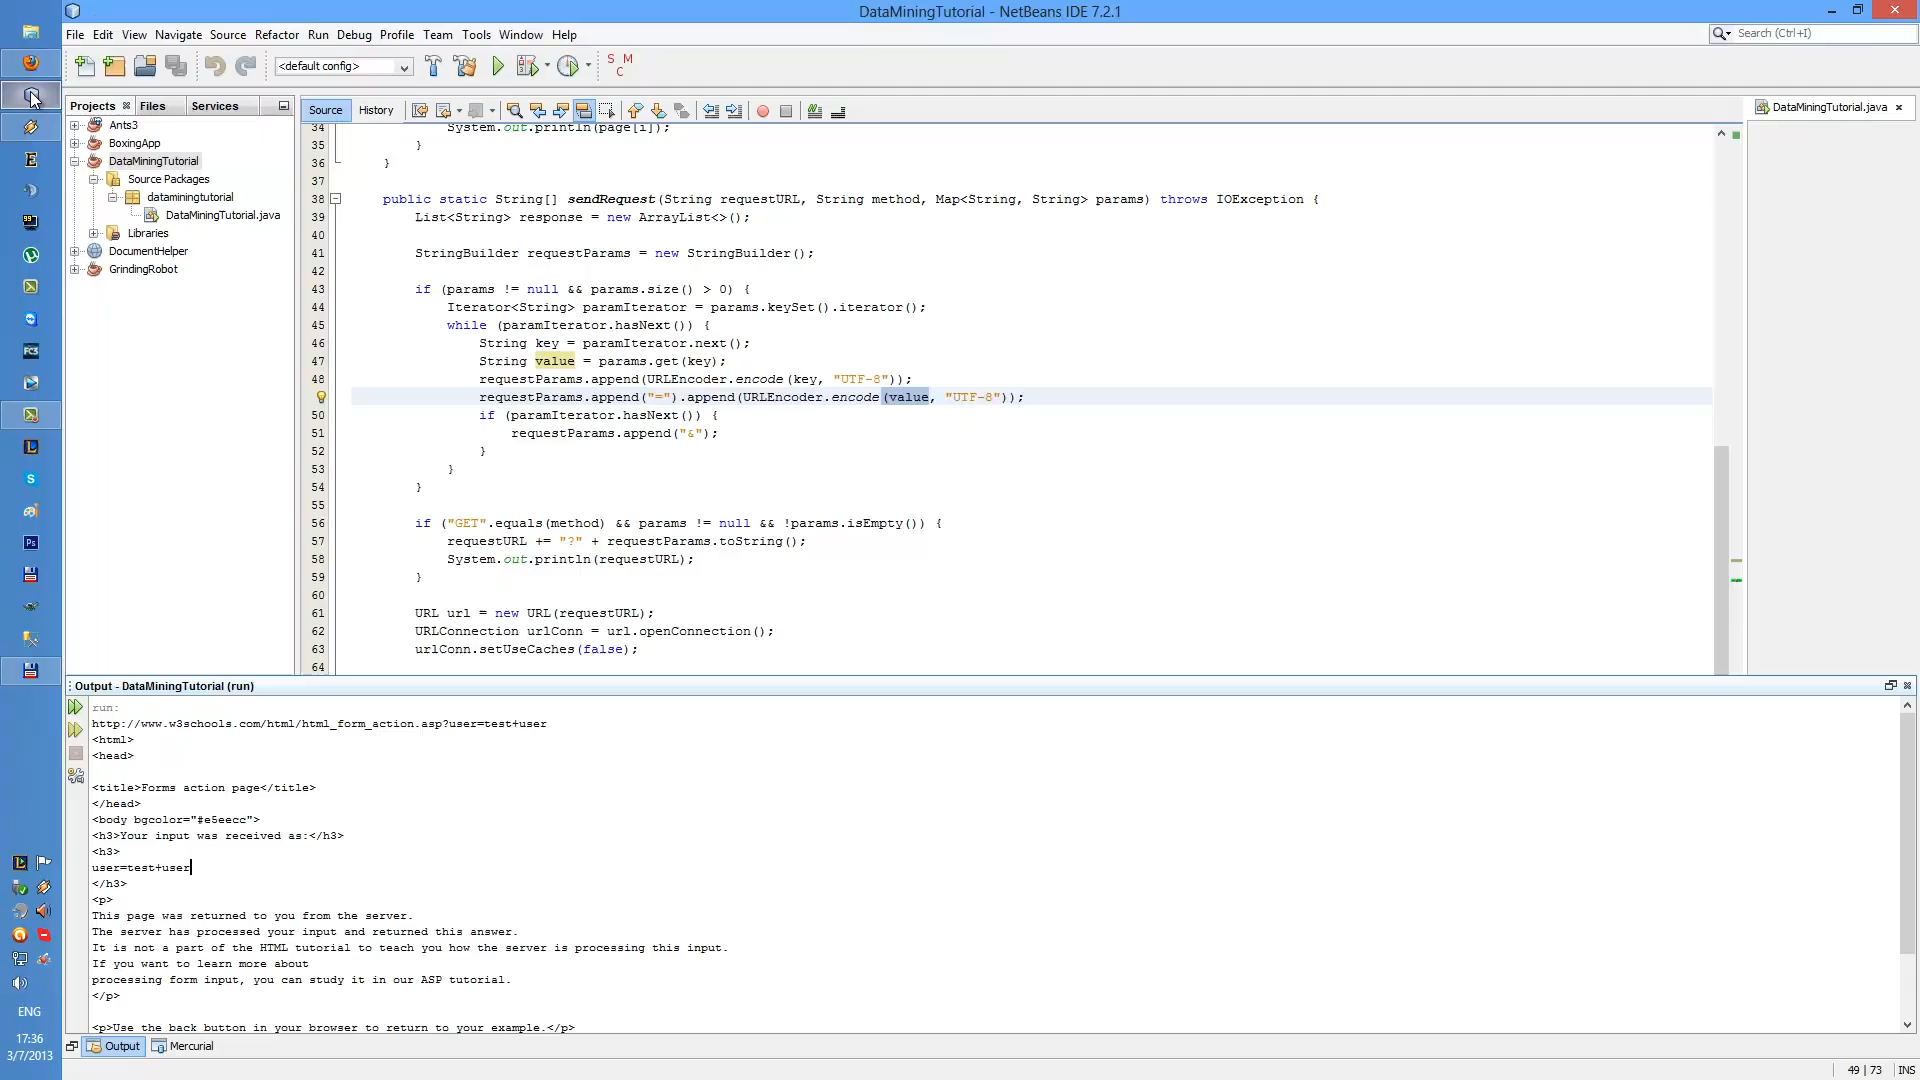 DataMiningTutorial - NetBeans IDE 7.2.1
File Edit View Navigate Source Refactor Run Debug Profile Team Tools Window Help
Search (Ctrl+I)
<default config>
S M
C
Projects Files Services
Source History
DataMiningTutorial.java
Ants3
BoxingApp
DataMiningTutorial
Source Packages
dataminingtutorial
DataMiningTutorial.java
Libraries
DocumentHelper
GrindingRobot
34 System.out.println(page[i]);
35 }
36 }
37
38 public static String[] sendRequest(String requestURL, String method, Map<String, String> params) throws IOException {
39 List<String> response = new ArrayList<>();
40
41 StringBuilder requestParams = new StringBuilder();
42
43 if (params != null && params.size() > 0) {
44 Iterator<String> paramIterator = params.keySet().iterator();
45 while (paramIterator.hasNext()) {
46 String key = paramIterator.next();
47 String value = params.get(key);
48 requestParams.append(URLEncoder.encode(key, "UTF-8"));
requestParams.append("=").append(URLEncoder.encode(value, "UTF-8"));
50 if (paramIterator.hasNext()) {
51 requestParams.append("&");
52 }
53 }
54 }
55
56 if ("GET".equals(method) && params != null && !params.isEmpty()) {
57 requestURL += "?" + requestParams.toString();
58 System.out.println(requestURL);
59 }
60
61 URL url = new URL(requestURL);
62 URLConnection urlConn = url.openConnection();
63 urlConn.setUseCaches(false);
64
Output - DataMiningTutorial (run)
run:
http://www.w3schools.com/html/html_form_action.asp?user=test+user
<html>
<head>
<title>Forms action page</title>
</head>
<body bgcolor="#e5eecc">
<h3>Your input was received as:</h3>
<h3>
user=test+user
</h3>
<p>
This page was returned to you from the server.
The server has processed your input and returned this answer.
It is not a part of the HTML tutorial to teach you how the server is processing this input.
If you want to learn more about
processing form input, you can study it in our ASP tutorial.
</p>
<p>Use the back button in your browser to return to your example.</p>
Output Mercurial
49 | 73 INS
E
FC3
L
S
Ps
ENG
17:36
3/7/2013